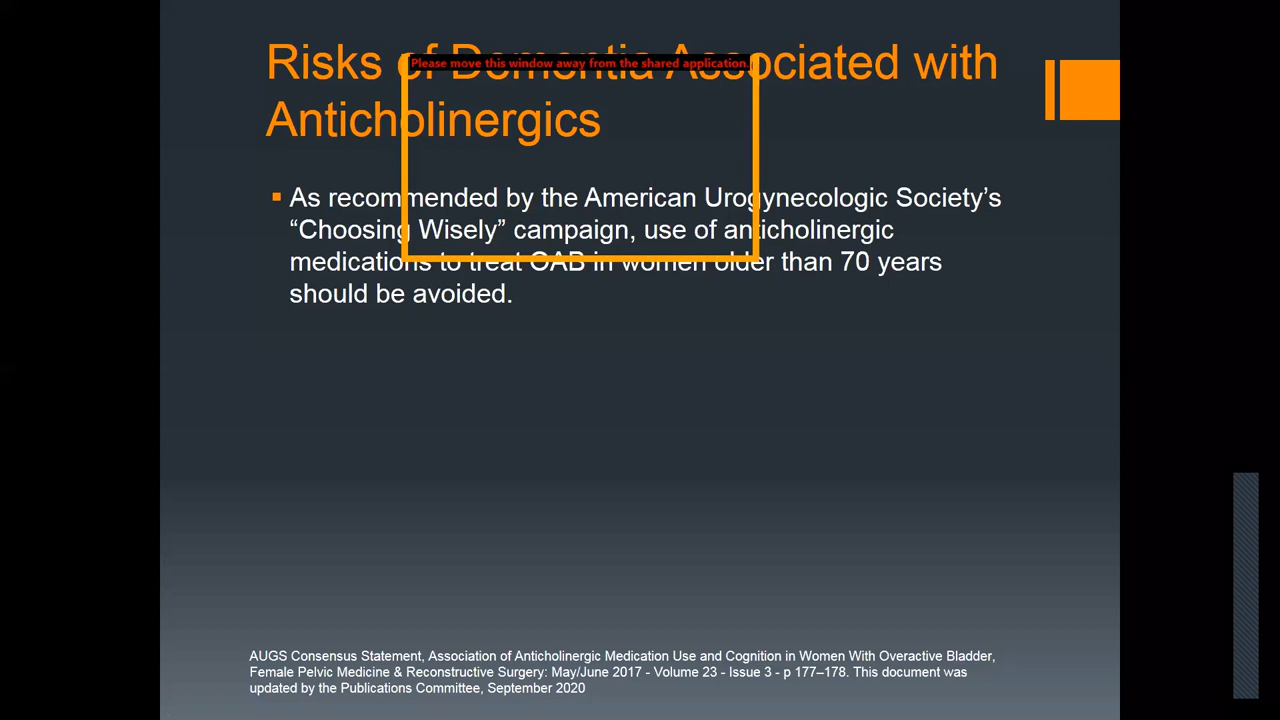 Risks of Dementia Associated with
Please move this window away from the shared application.
Anticholinergics
As recommended by the American Urogynecologic Society’s
“Choosing Wisely” campaign, use of anticholinergic
medications to treat OAB in women older than 70 years
should be avoided.
AUGS Consensus Statement, Association of Anticholinergic Medication Use and Cognition in Women With Overactive Bladder,
Female Pelvic Medicine & Reconstructive Surgery: May/June 2017 - Volume 23 - Issue 3 - p 177–178. This document was
updated by the Publications Committee, September 2020